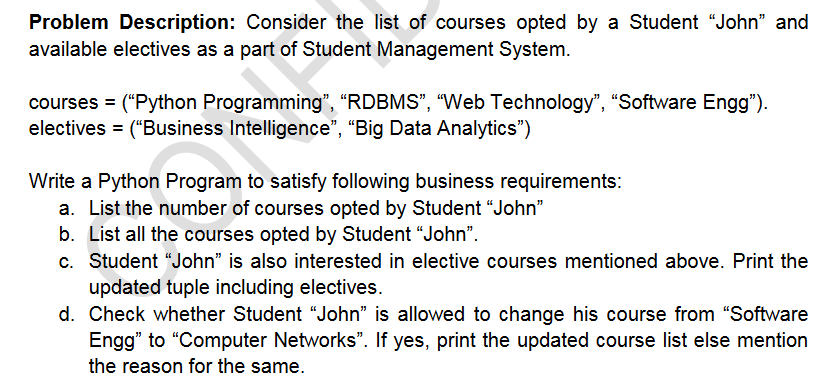 Problem Description: Consider the list of courses opted by a Student “John” and
available electives as a part of Student Management System.
courses = (“Python Programming”, “RDBMS”, “Web Technology”, “Software Engg”).
electives = (“Business Intelligence”, “Big Data Analytics”)
Write a Python Program to satisfy following business requirements:
a. List the number of courses opted by Student “John”
b. List all the courses opted by Student “John”.
c. Student “John” is also interested in elective courses mentioned above. Print the
updated tuple including electives.
d. Check whether Student “John” is allowed to change his course from “Software
Engg” to “Computer Networks”. If yes, print the updated course list else mention
the reason for the same.